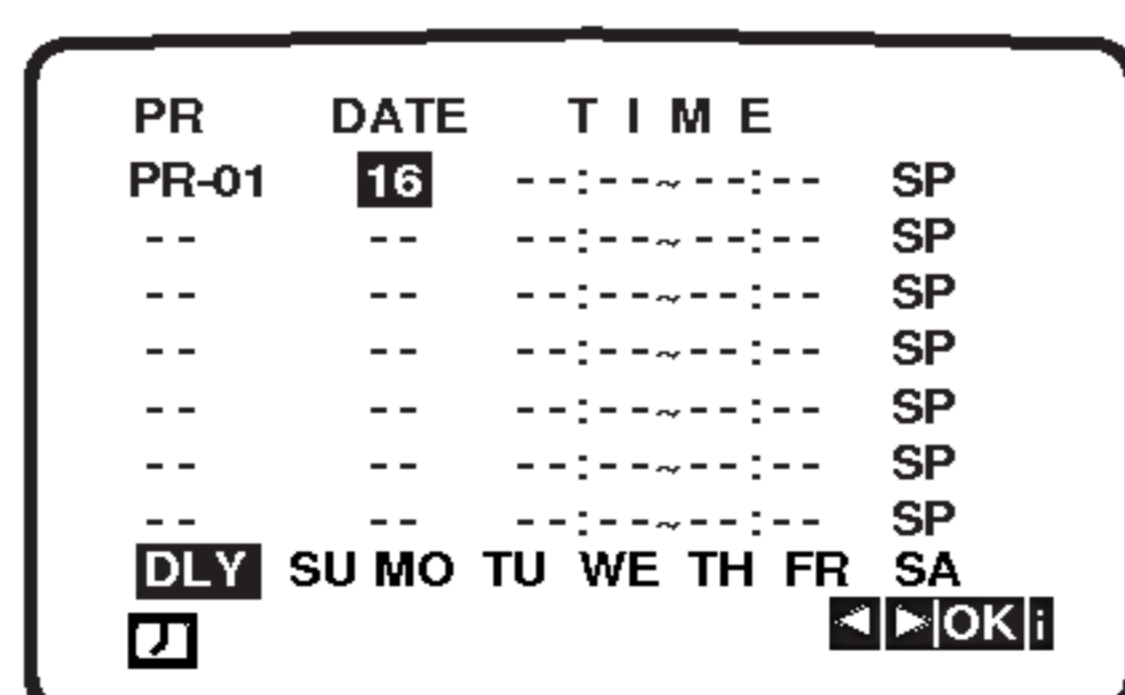 PR DATE T I M E
PR-01 16 --:--~--:-- SP
-- -- --:--~--:-- SP
-- -- --:--~--:-- SP
-- -- --:--~--:-- SP
-- -- --:--~--:-- SP
-- -- --:--~--:-- SP
-- -- --:--~--:-- SP
DLY SU MO TU WE TH FR SA
◄ ►OK i